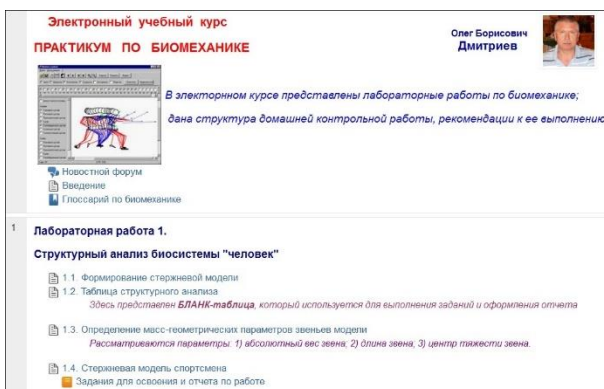 Электронный учебный курс
ПРАКТИКУМ ПО БИОМЕХАНИКЕ
Олег Борисович
Дмитриев
В электорнном курсе представлены лабораторные работы по биомеханике;
дана структура домашней контрольной работы, рекомендации к ее выполнению
Новостной форум
Введение
Глоссарий по биомеханике
1
Лабораторная работа 1.
Структурный анализ биосистемы "человек"
1.1. Формирование стержневой модели
1.2. Таблица структурного анализа
Здесь представлен БЛАНК-таблица, который используется для выполнения заданий и оформления отчета
1.3. Определение масс-геометрических параметров звеньев модели
Рассматриваются параметры: 1) абсолютный вес звена; 2) длина звена; 3) центр тяжести звена.
1.4. Стержневая модель спортсмена
Задания для освоения и отчета по работе